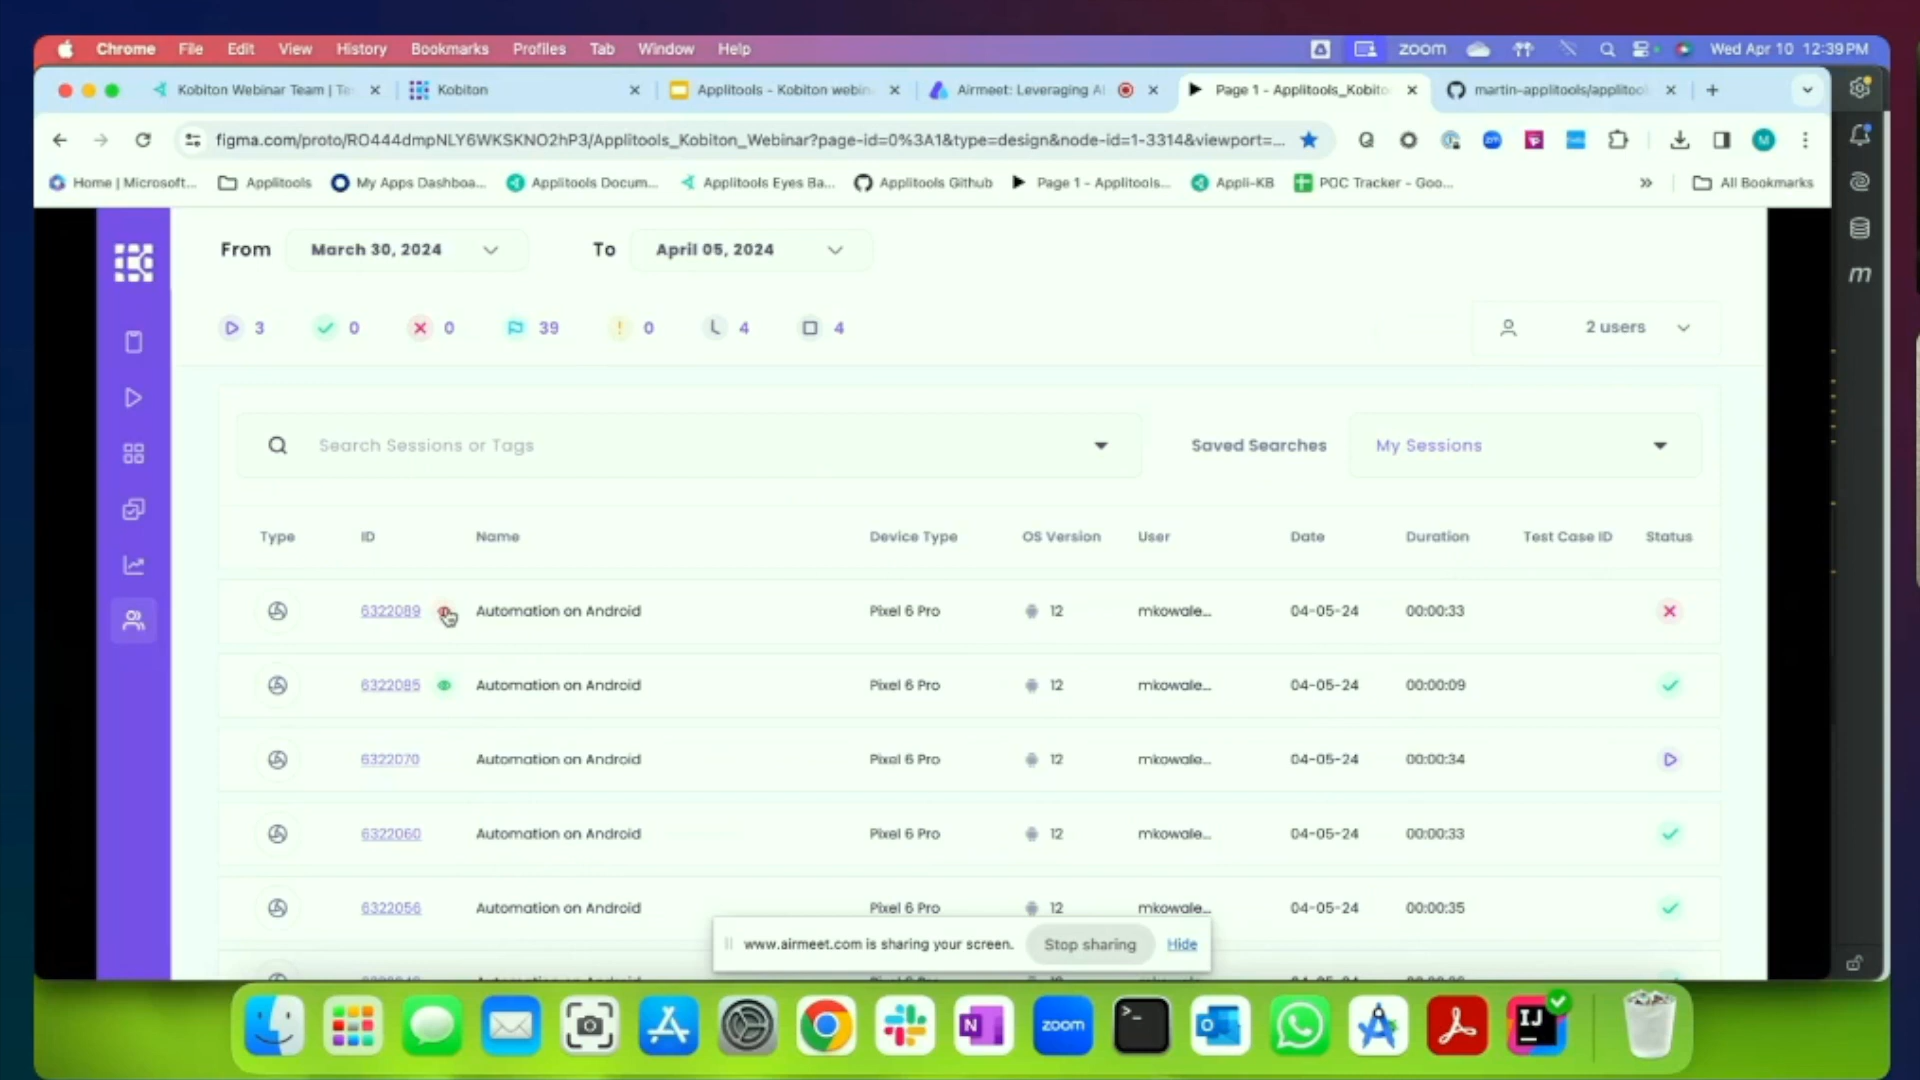 Chrome File Edit View History Bookmarks Profiles Tab Window Help zoom Wed Apr 10 12:39 PM
Kobiton Webinar Team | Te Kobiton Applitools - Kobiton webin Airmeet: Leveraging AI Page 1 - Applitools_Kobito martin-applitools/applitool
figma.com/proto/RO444dmpNLY6WKSKNO2hP3/Applitools_Kobiton_Webinar?page-id=0%3A1&type=design&node-id=1-3314&viewport=... M
Home | Microsoft... Applitools My Apps Dashboa... Applitools Docum... Applitools Eyes Ba... Applitools Github Page 1 - Applitools... Appli-KB POC Tracker - Goo... » All Bookmarks
From March 30, 2024 To April 05, 2024
3 0 0 39 0 4 4 2 users
Search Sessions or Tags Saved Searches My Sessions
Type ID Name Device Type OS Version User Date Duration Test Case ID Status
6322089 Automation on Android Pixel 6 Pro 12 mkowale... 04-05-24 00:00:33
6322085 Automation on Android Pixel 6 Pro 12 mkowale... 04-05-24 00:00:09
6322070 Automation on Android Pixel 6 Pro 12 mkowale... 04-05-24 00:00:34
6322060 Automation on Android Pixel 6 Pro 12 mkowale... 04-05-24 00:00:33
6322056 Automation on Android Pixel 6 Pro 12 mkowale... 04-05-24 00:00:35
www.airmeet.com is sharing your screen. Stop sharing Hide
N zoom IJ